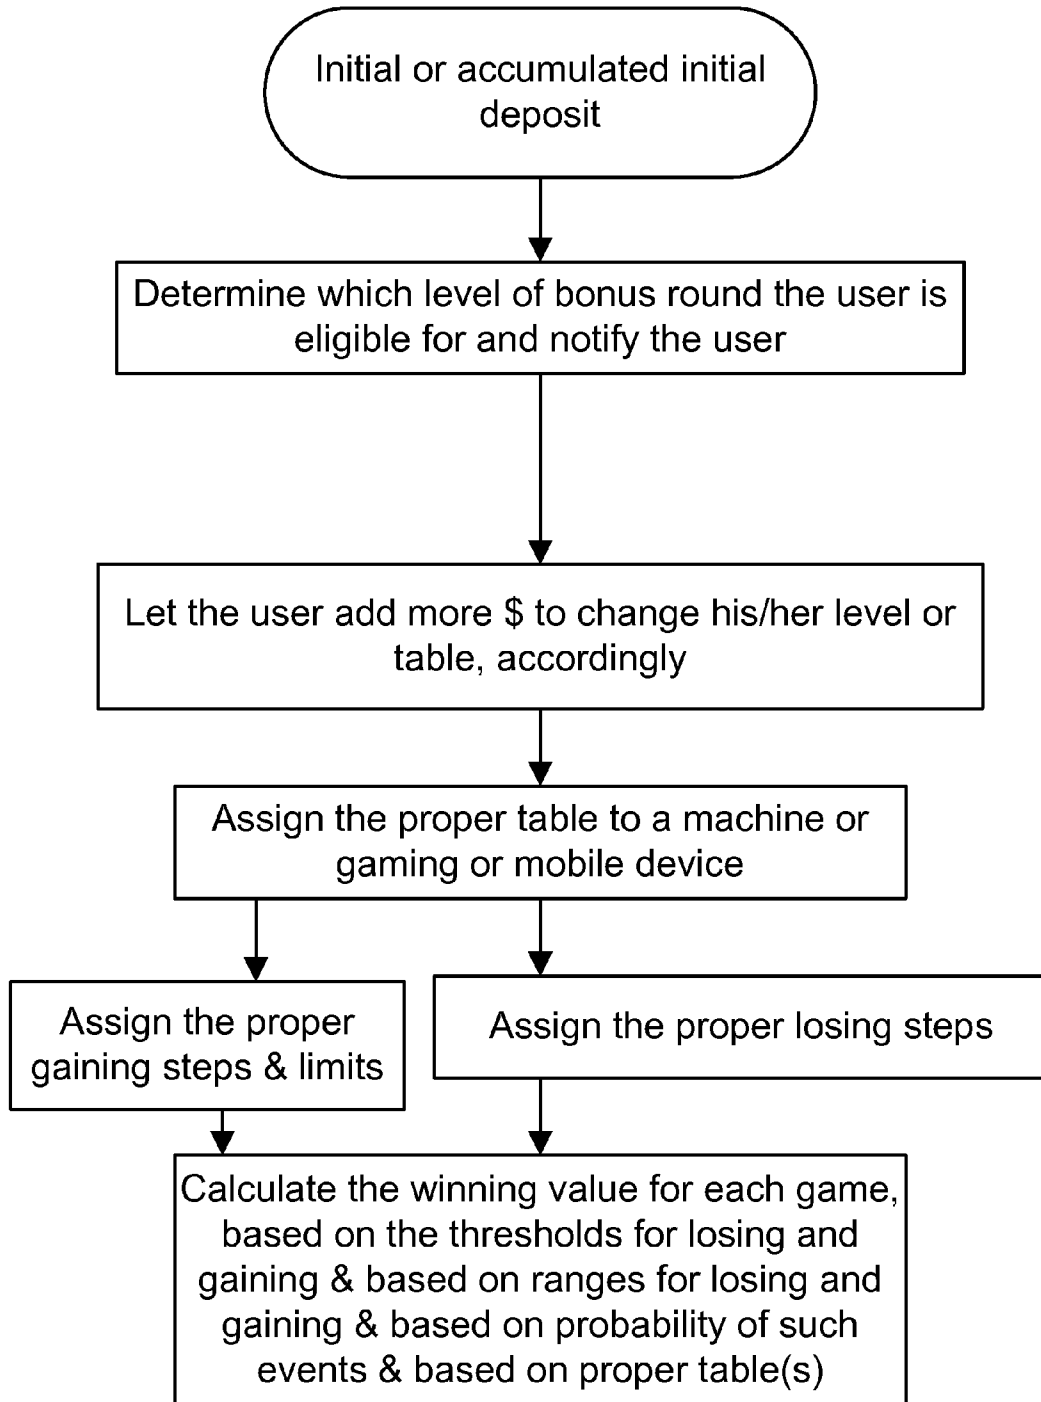 Initial or accumulated initial
deposit
Determine which level of bonus round the user is
eligible for and notify the user
Let the user add more $ to change his/her level or
table, accordingly
Assign the proper table to a machine or
gaming or mobile device
Assign the proper
gaining steps & limits
Assign the proper losing steps
Calculate the winning value for each game,
based on the thresholds for losing and
gaining & based on ranges for losing and
gaining & based on probability of such
events & based on proper table(s)